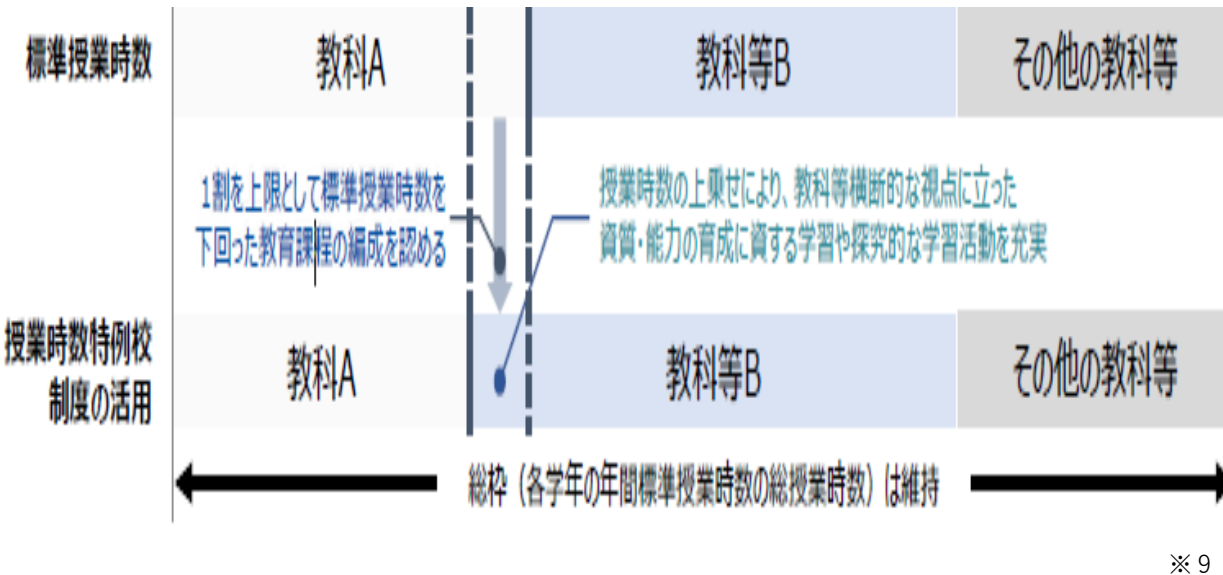 標準授業時数
教科A
教科等B
その他の教科等
1割を上限として標準授業時数を
下回った教育課程の編成を認める
授業時数の上乗せにより、教科等横断的な視点に立った
資質・能力の育成に資する学習や探究的な学習活動を充実
授業時数特例校
制度の活用
教科A
教科等B
その他の教科等
総枠（各学年の年間標準授業時数の総授業時数）は維持
※9